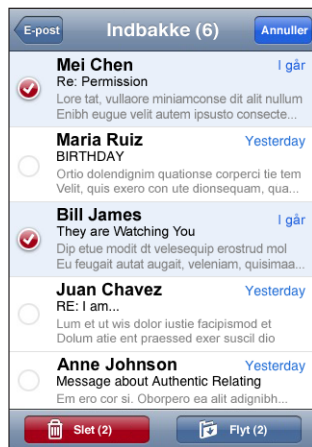 E-post
Indbakke (6)
Annuller
Mei Chen
I går
Re: Permission
Lore tat, vullaore miniamconse dit alit nullum
Enibh eugue velit autem ipsusto consecte...
Maria Ruiz
Yesterday
BIRTHDAY
Ortio dolendignim quationse corperci tie tem
Velit, quis exero con ute dionsequam, qua...
Bill James
I går
They are Watching You
Dip etue modit dt velesequip erostrud mol
Eu feugait autat augait, veleniam, quisimaa...
Juan Chavez
Yesterday
RE: I am...
Lum et ut wis dolor iustie facipismod et
Dolum atie ent praessed exer suscil dio
Anne Johnson
Yesterday
Message about Authentic Relating
Em ero cor si. Oborpero ea alit adignibh...
Slet (2)
Flyt (2)